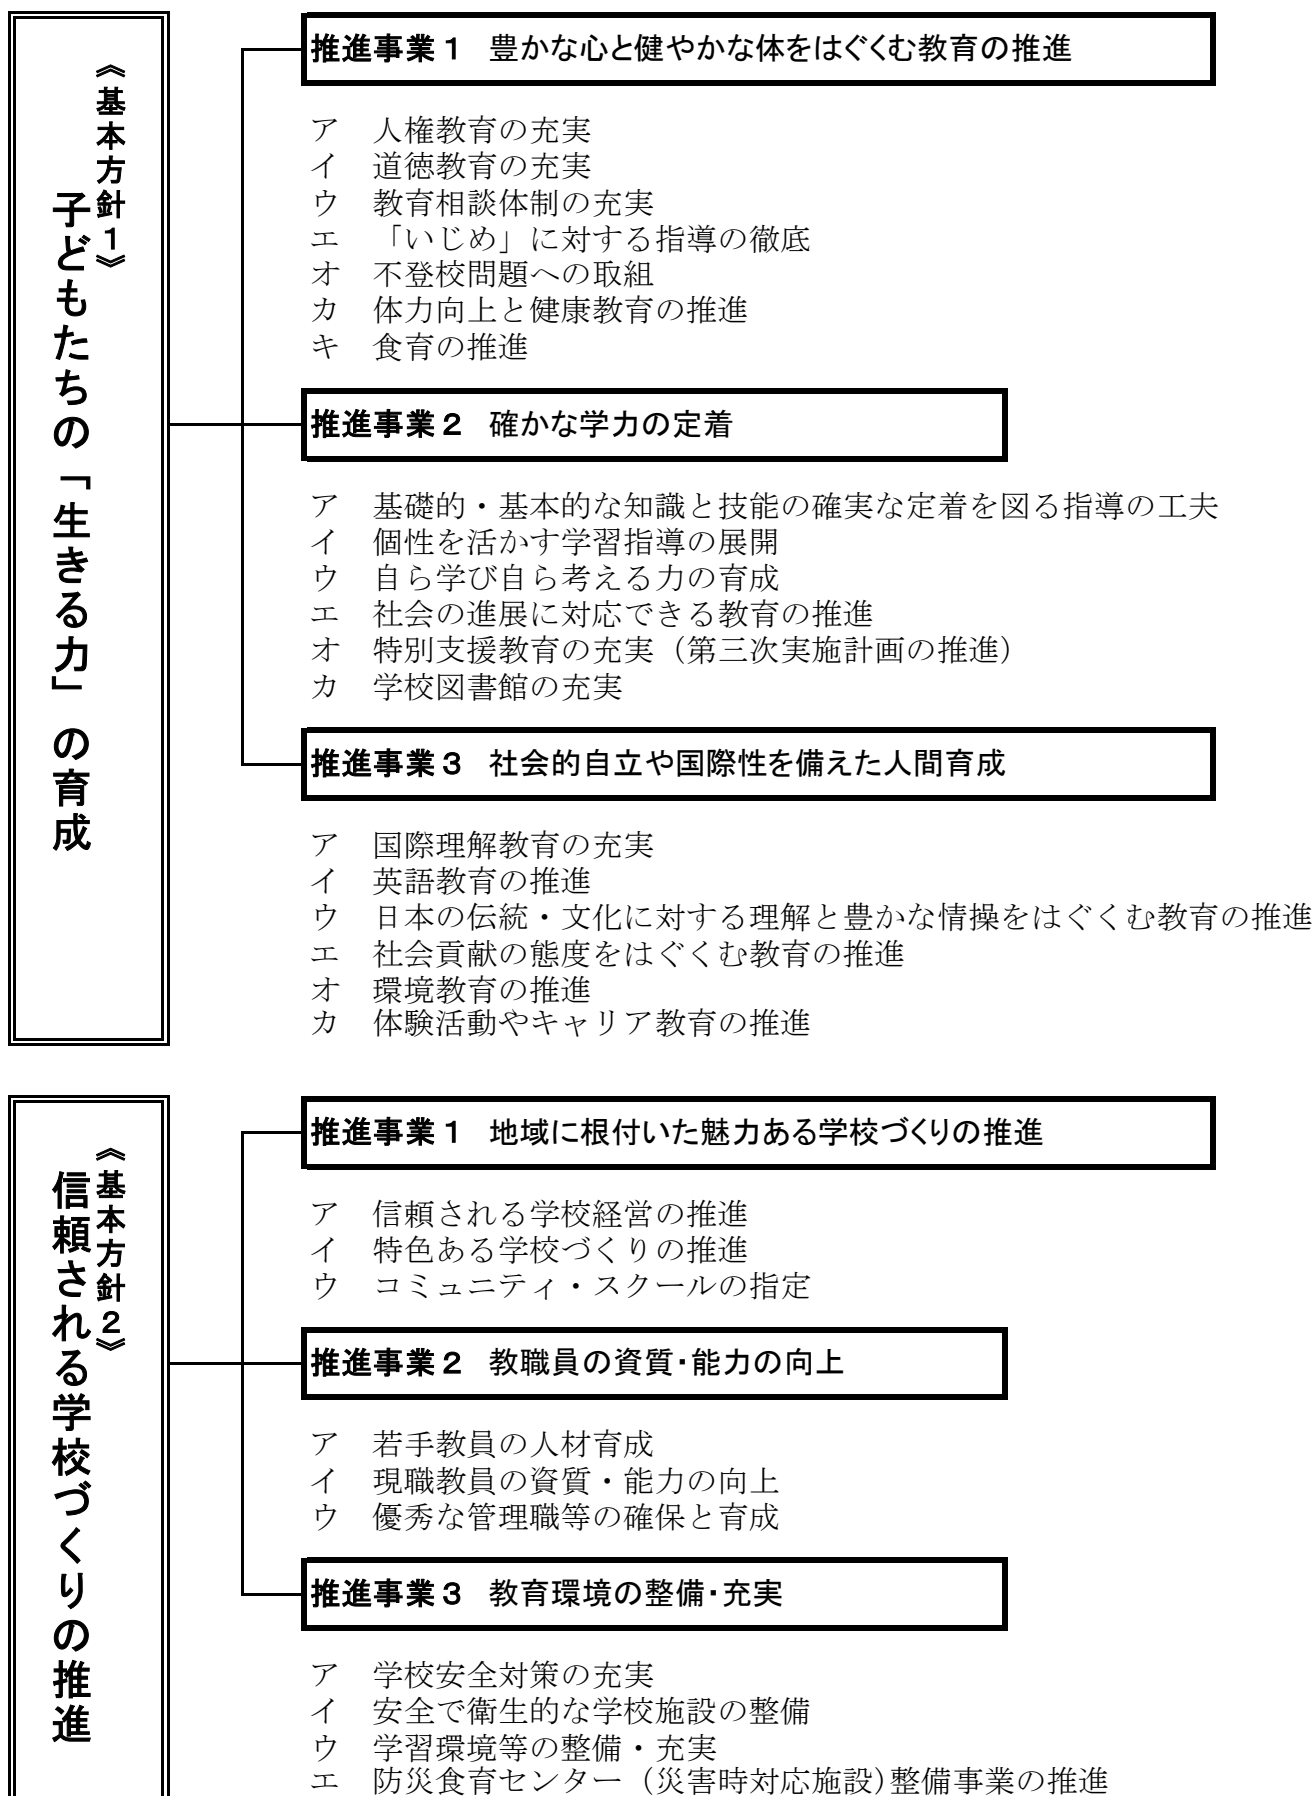 《基本方針１》
子どもたちの「生きる力」の育成
推進事業１　豊かな心と健やかな体をはぐくむ教育の推進
ア　人権教育の充実
イ　道徳教育の充実
ウ　教育相談体制の充実
エ　「いじめ」に対する指導の徹底
オ　不登校問題への取組
カ　体力向上と健康教育の推進
キ　食育の推進
推進事業２　確かな学力の定着
ア　基礎的・基本的な知識と技能の確実な定着を図る指導の工夫
イ　個性を活かす学習指導の展開
ウ　自ら学び自ら考える力の育成
エ　社会の進展に対応できる教育の推進
オ　特別支援教育の充実（第三次実施計画の推進）
カ　学校図書館の充実
推進事業３　社会的自立や国際性を備えた人間育成
ア　国際理解教育の充実
イ　英語教育の推進
ウ　日本の伝統・文化に対する理解と豊かな情操をはぐくむ教育の推進
エ　社会貢献の態度をはぐくむ教育の推進
オ　環境教育の推進
カ　体験活動やキャリア教育の推進
《基本方針２》
信頼される学校づくりの推進
推進事業１　地域に根付いた魅力ある学校づくりの推進
ア　信頼される学校経営の推進
イ　特色ある学校づくりの推進
ウ　コミュニティ・スクールの指定
推進事業２　教職員の資質・能力の向上
ア　若手教員の人材育成
イ　現職教員の資質・能力の向上
ウ　優秀な管理職等の確保と育成
推進事業３　教育環境の整備・充実
ア　学校安全対策の充実
イ　安全で衛生的な学校施設の整備
ウ　学習環境等の整備・充実
エ　防災食育センター（災害時対応施設)整備事業の推進